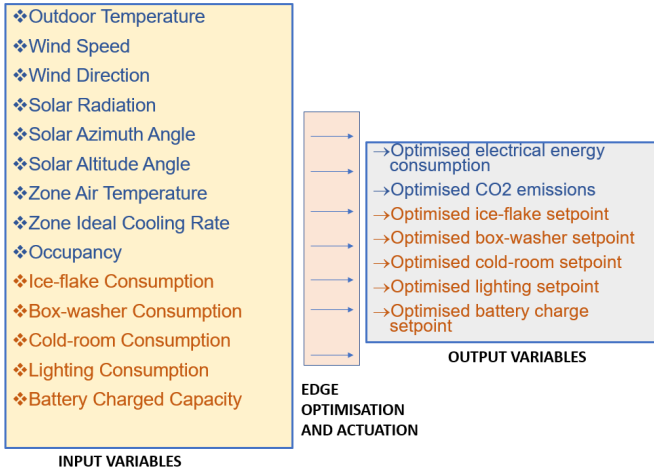 ❖Outdoor Temperature
❖Wind Speed
❖Wind Direction
❖Solar Radiation
❖Solar Azimuth Angle
❖Solar Altitude Angle
❖Zone Air Temperature
❖Zone Ideal Cooling Rate
❖Occupancy
❖Ice-flake Consumption
❖Box-washer Consumption
❖Cold-room Consumption
❖Lighting Consumption
❖Battery Charged Capacity
INPUT VARIABLES
EDGE
OPTIMISATION
AND ACTUATION
→Optimised electrical energy
consumption
→Optimised CO2 emissions
→Optimised ice-flake setpoint
→Optimised box-washer setpoint
→Optimised cold-room setpoint
→Optimised lighting setpoint
→Optimised battery charge
setpoint
OUTPUT VARIABLES